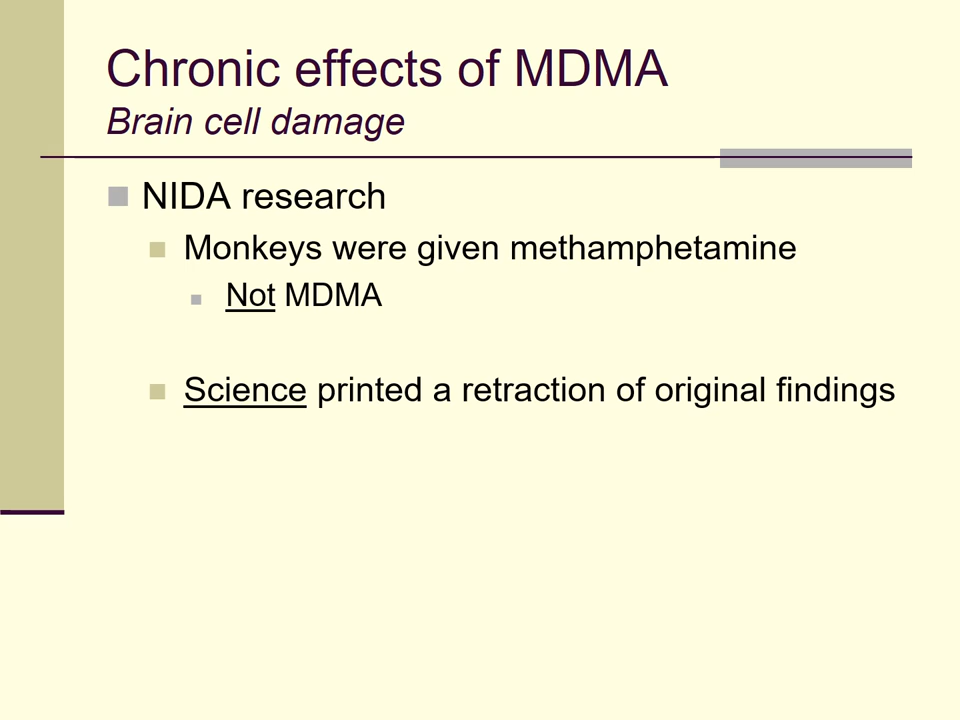 Chronic effects of MDMA
Brain cell damage
NIDA research
Monkeys were given methamphetamine
Not MDMA
Science printed a retraction of original findings